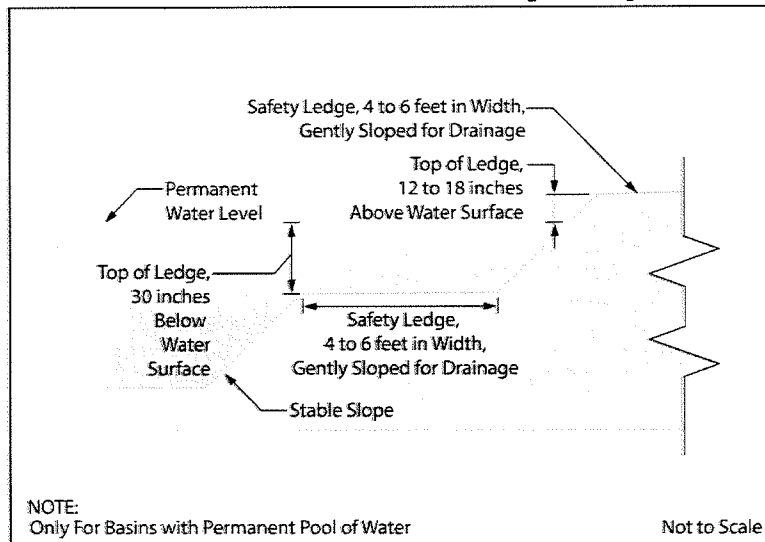 Safety Ledge, 4 to 6 feet in Width,
Gently Sloped for Drainage
Top of Ledge,
12 to 18 inches
Above Water Surface
Permanent
Water Level
Top of Ledge,
30 inches
Below
Water
Surface
Safety Ledge,
4 to 6 feet in Width,
Gently Sloped for Drainage
Stable Slope
NOTE:
Only For Basins with Permanent Pool of Water
Not to Scale